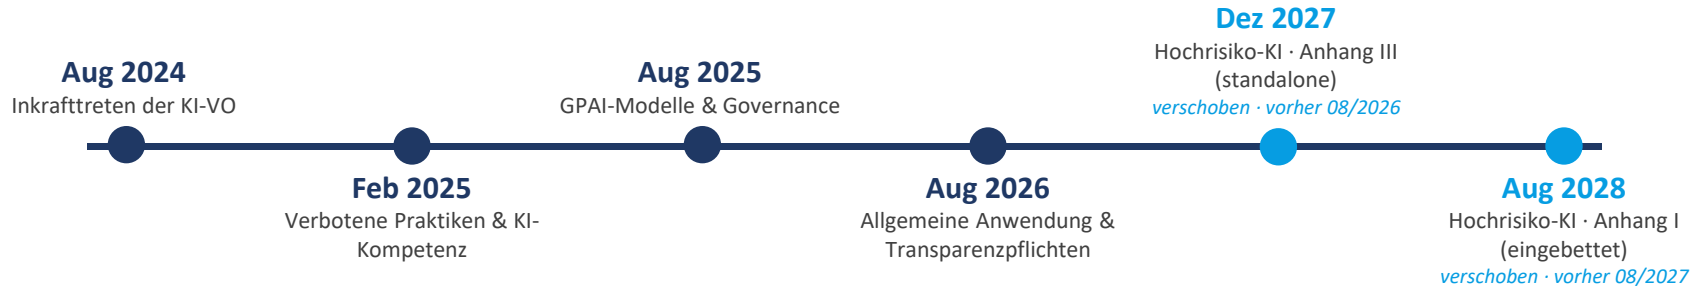 Aug 2024
Inkrafttreten der KI-VO
Feb 2025
Verbotene Praktiken & KI-
Kompetenz
Aug 2025
GPAI-Modelle & Governance
Aug 2026
Allgemeine Anwendung &
Transparenzpflichten
Dez 2027
Hochrisiko-KI · Anhang III
(standalone)
verschoben · vorher 08/2026
Aug 2028
Hochrisiko-KI · Anhang I
(eingebettet)
verschoben · vorher 08/2027